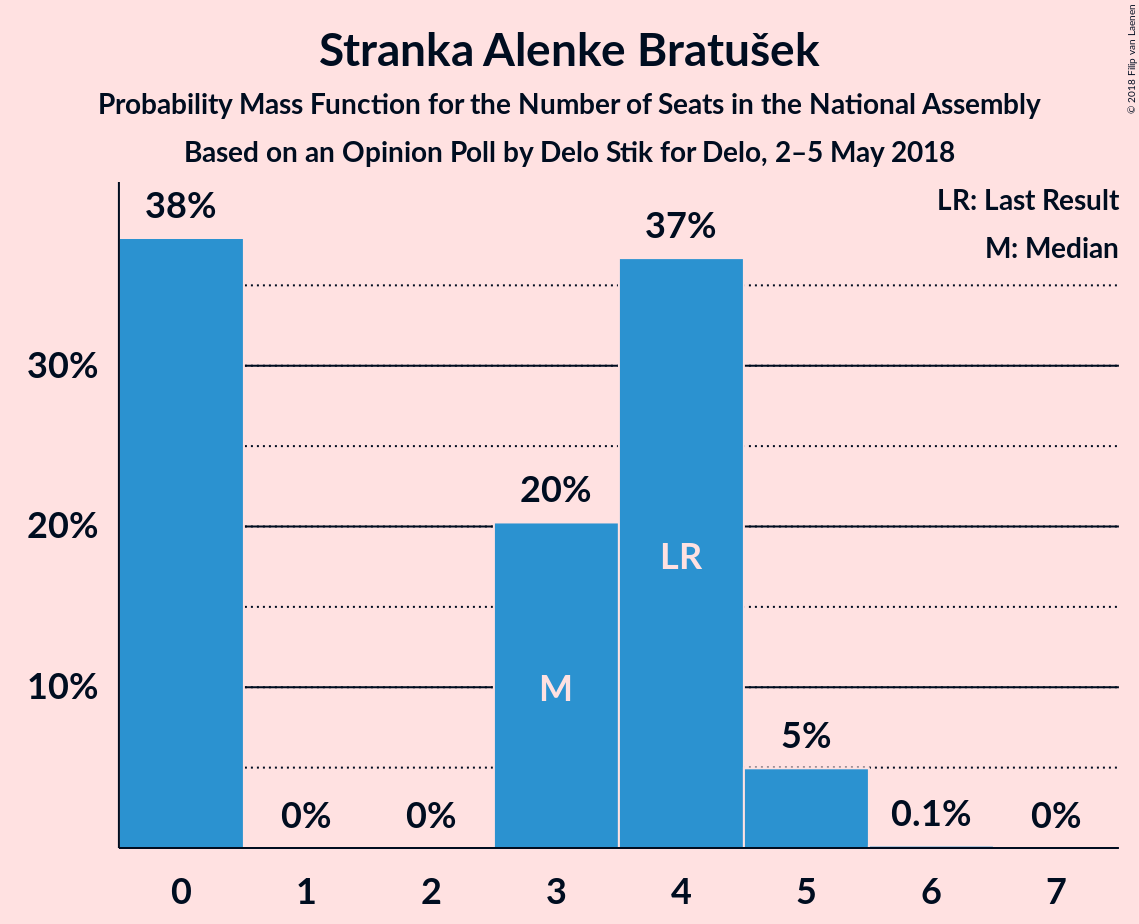 Stranka Alenke Bratušek
Probability Mass Function for the Number of Seats in the National Assembly
Based on an Opinion Poll by Delo Stik for Delo, 2–5 May 2018
© 2018 Filip van Laenen
LR: Last Result
M: Median
38%
0%
0%
20%
37%
5%
0.1%
0%
30%
20%
10%
LR
M
0 1 2 3 4 5 6 7